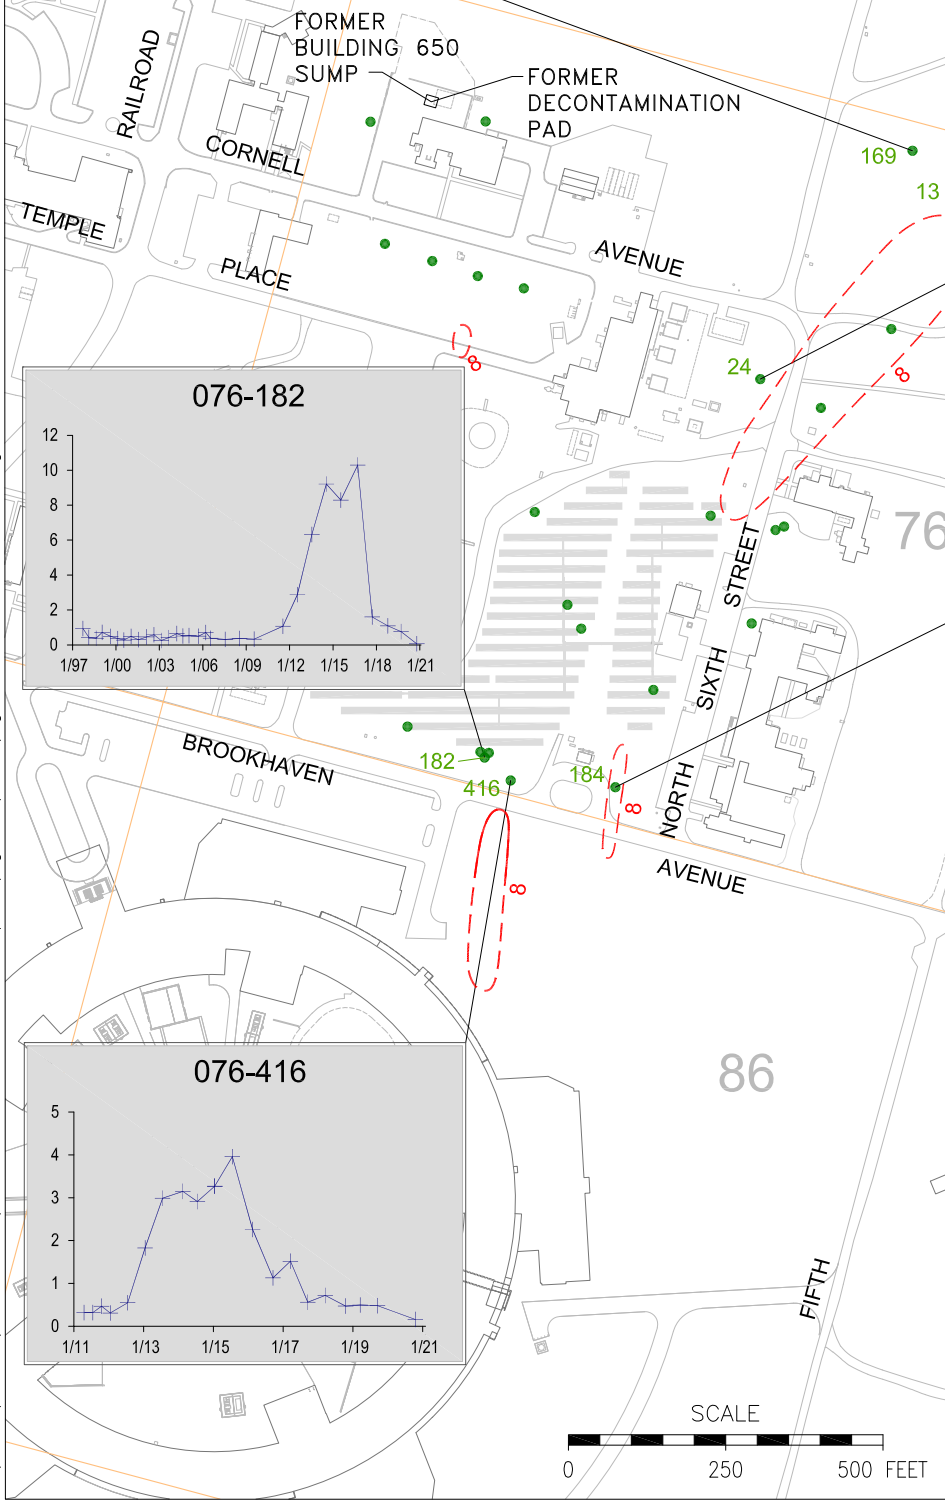 FORMER
BUILDING 650
SUMP
FORMER
DECONTAMINATION
PAD
RAILROAD
CORNELL
169
13
TEMPLE
PLACE
AVENUE
8
24
8
076-182
12
10
8
6
4
2
0
1/97 1/00 1/03 1/06 1/09 1/12 1/15 1/18 1/21
76
STREET
SIXTH
NORTH
BROOKHAVEN
182
416
184
8
AVENUE
8
076-416
5
4
3
2
1
0
1/11 1/13 1/15 1/17 1/19 1/21
86
FIFTH
SCALE
0 250 500 FEET